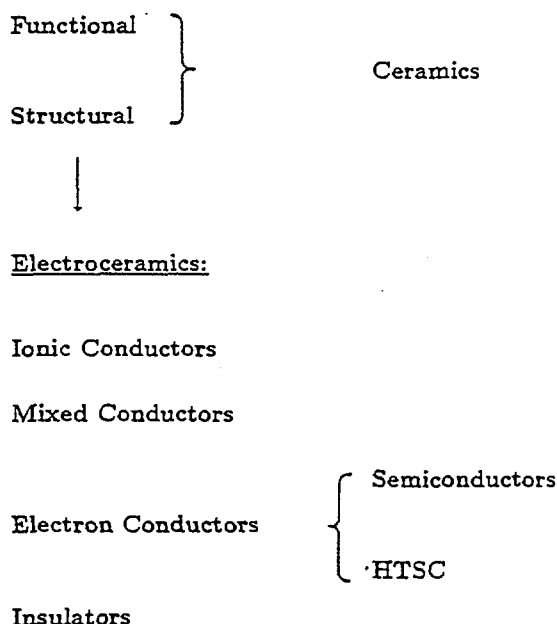 Functional
Ceramics
Structural
Electroceramics:
Ionic Conductors
Mixed Conductors
Semiconductors
Electron Conductors
HTSC
Insulators